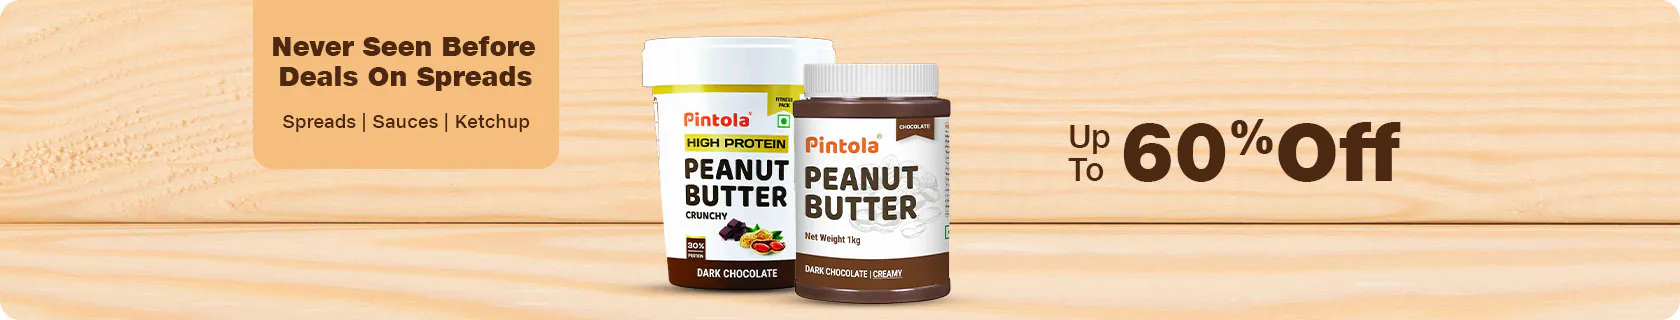 Never Seen Before
Deals On Spreads
Spreads | Sauces | Ketchup
FITNESS
PACK
Pintola
HIGH PROTEIN
PEANUT
BUTTER
CRUNCHY
30%
PROTEIN
DARK CHOCOLATE
CHOCOLATE
Pintola
PEANUT
BUTTER
Net Weight 1kg
DARK CHOCOLATE | CREAMY
Up
To
60% Off